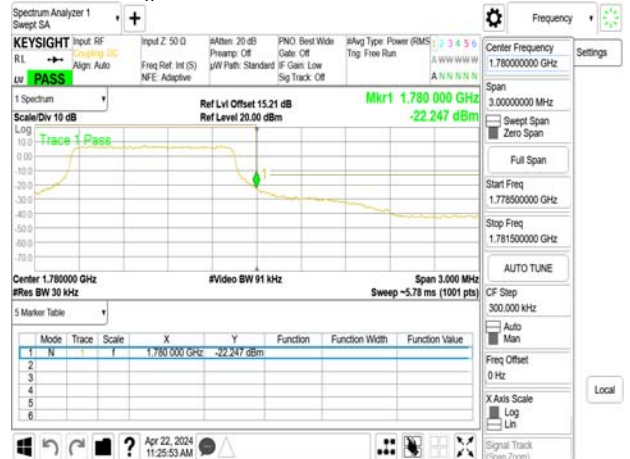 Spectrum Analyzer 1
Swept SA
+
Frequency
KEYSIGHT
RL
LV PASS
Input: RF
Coupling: DC
Align: Auto
Input Z: 50 Ω
Freq Ref: Int (S)
NFE: Adaptive
#Atten: 20 dB
Preamp: Off
µW Path: Standard
PNO: Best Wide
Gate: Off
IF Gain: Low
Sig Track: Off
#Avg Type: Power (RMS
Trig: Free Run
1 2 3 4 5 6
A W W W W W
A N N N N N
Center Frequency
1.780000000 GHz
Settings
Span
3.00000000 MHz
Swept Span
Zero Span
Full Span
Start Freq
1.778500000 GHz
Stop Freq
1.781500000 GHz
AUTO TUNE
CF Step
300.000 kHz
Auto
Man
Freq Offset
0 Hz
X Axis Scale
Log
Lin
Signal Track
(Span Zoom)
Local
1 Spectrum
Scale/Div 10 dB
Ref Lvl Offset 15.21 dB
Ref Level 20.00 dBm
Mkr1 1.780 000 GHz
-22.247 dBm
Log
Trace 1 Pass
10.0
0.00
-10.0
-20.0
-30.0
-40.0
-50.0
-60.0
-70.0
1
Center 1.780000 GHz
#Res BW 30 kHz
#Video BW 91 kHz
Span 3.000 MHz
Sweep ~5.78 ms (1001 pts)
5 Marker Table
Mode Trace Scale X Y Function Function Width Function Value
1 N 1 f 1.780 000 GHz -22.247 dBm
2
3
4
5
6
?
Apr 22, 2024
11:25:53 AM